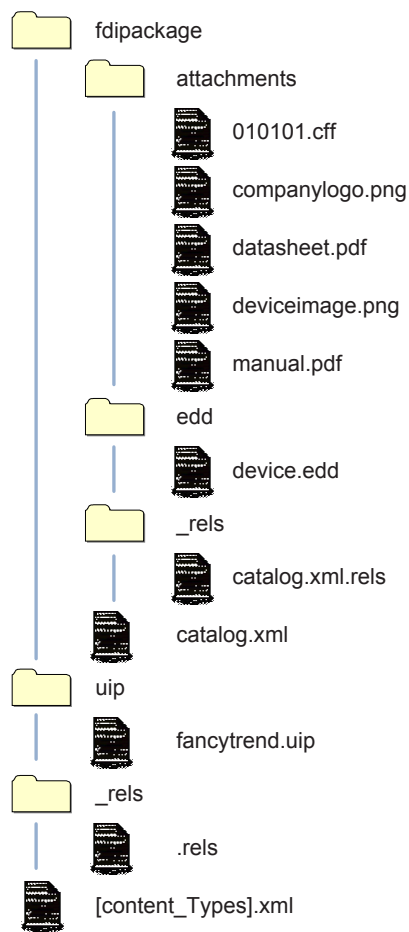 fdipackage
attachments
010101.cff
companylogo.png
datasheet.pdf
deviceimage.png
manual.pdf
edd
device.edd
_rels
catalog.xml.rels
catalog.xml
uip
fancytrend.uip
_rels
.rels
[content_Types].xml